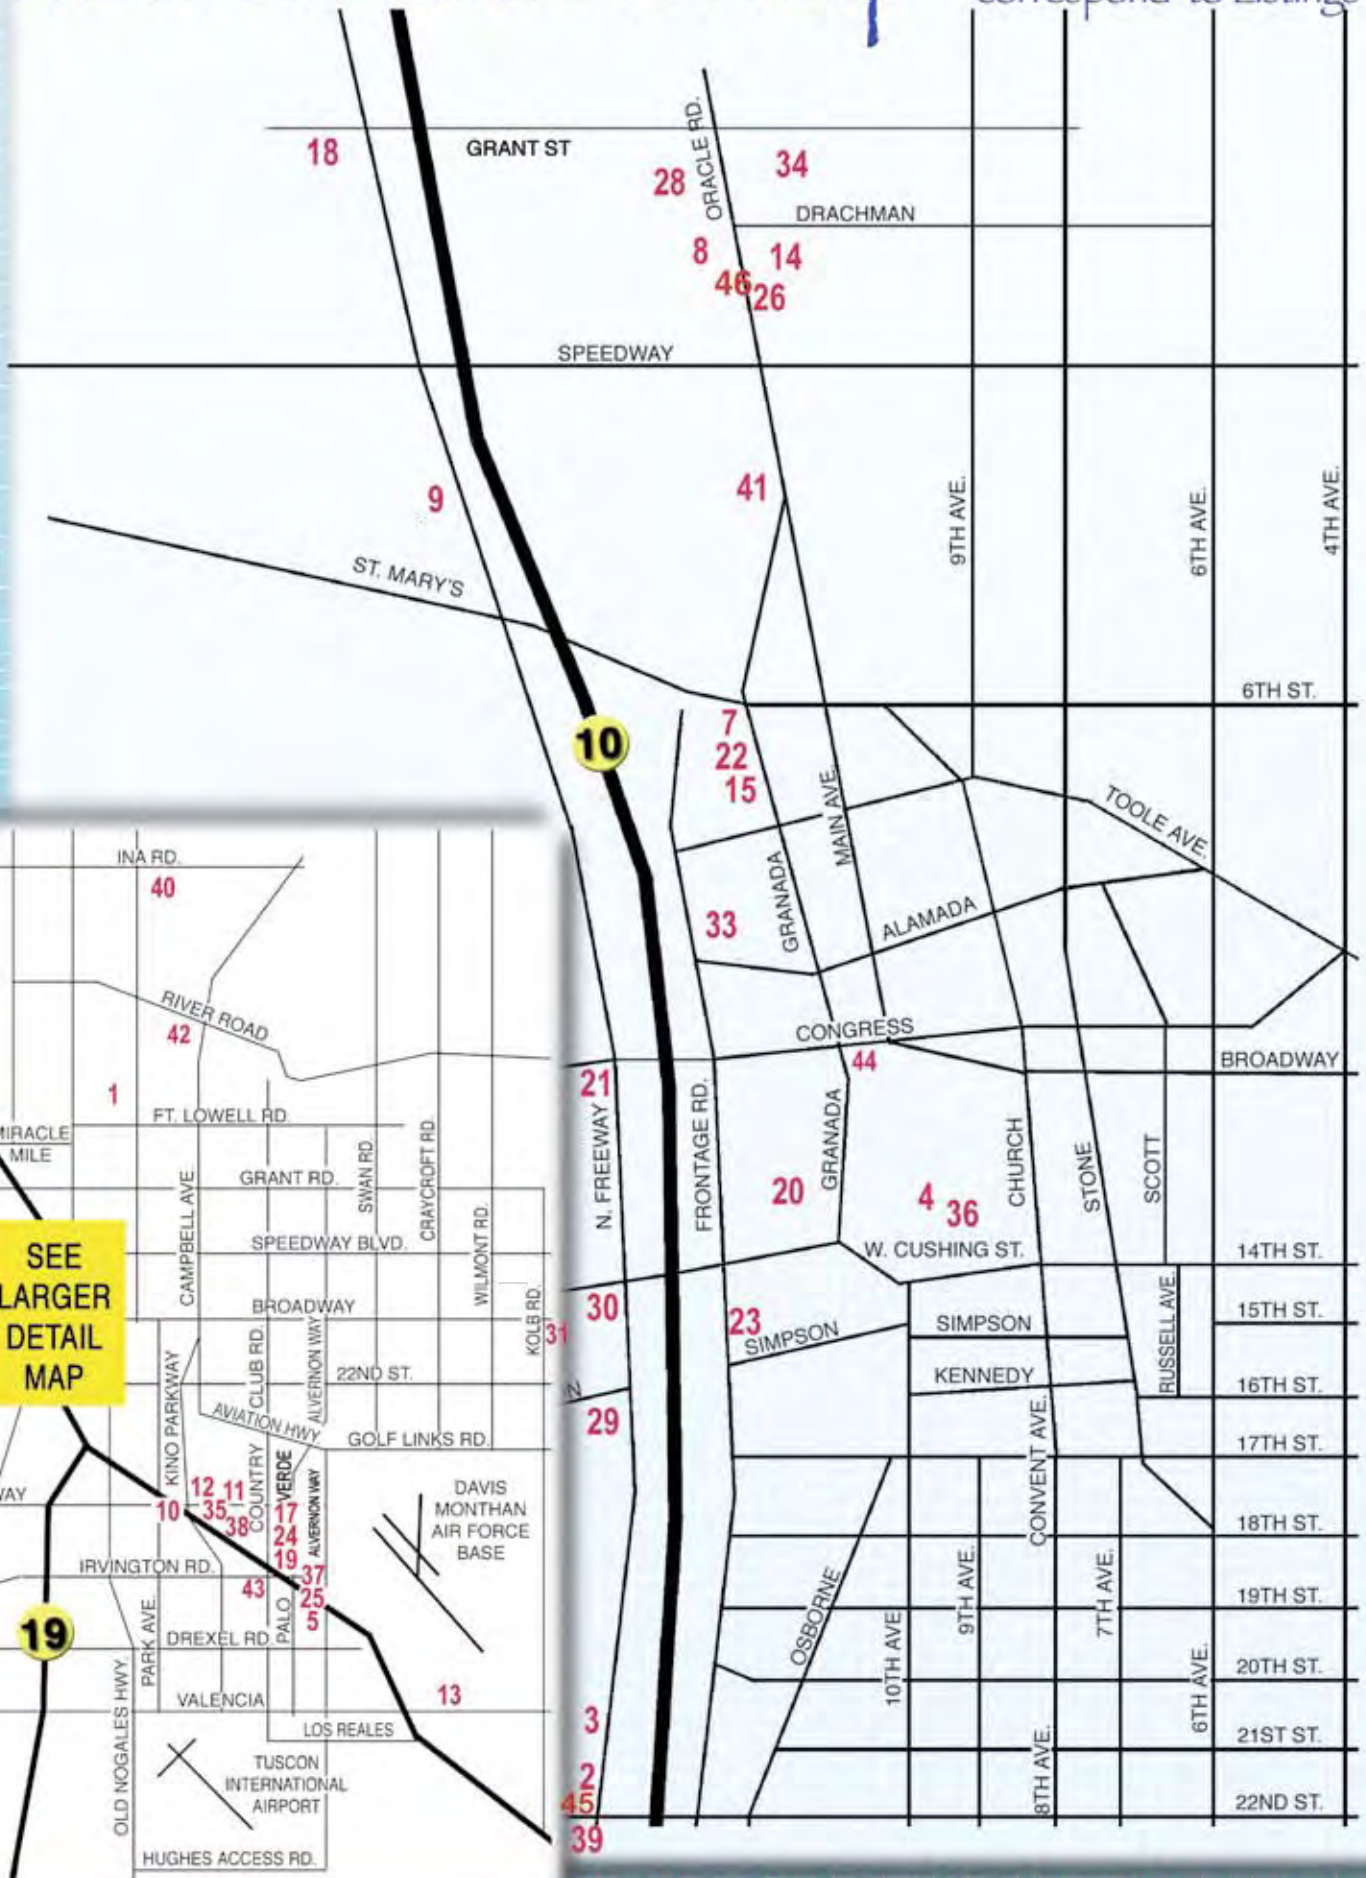 correspond to Listings
18
GRANT ST
ORACLE RD.
28
34
DRACHMAN
8
14
46
26
SPEEDWAY
41
9
9TH AVE.
6TH AVE.
4TH AVE.
ST. MARY'S
6TH ST.
7
22
15
10
MAIN AVE.
TOOLE AVE.
GRANADA
33
ALAMADA
CONGRESS
44
BROADWAY
21
N. FREEWAY
FRONTAGE RD.
GRANADA
20
4
36
CHURCH
STONE
SCOTT
W. CUSHING ST.
14TH ST.
30
23
SIMPSON
SIMPSON
RUSSELL AVE.
15TH ST.
KENNEDY
16TH ST.
29
CONVENT AVE.
17TH ST.
18TH ST.
OSBORNE
10TH AVE
9TH AVE.
7TH AVE.
19TH ST.
20TH ST.
6TH AVE.
3
8TH AVE.
21ST ST.
2
45
22ND ST.
39
INA RD.
40
RIVER ROAD
42
1
FT. LOWELL RD.
MIRACLE
MILE
GRANT RD.
SWAN RD.
CRAYCROFT RD.
CAMPBELL AVE.
SPEEDWAY BLVD.
WILMONT RD.
SEE
LARGER
DETAIL
MAP
BROADWAY
KOLB RD.
31
ALVERNON WAY
22ND ST.
KINO PARKWAY
CLUB RD.
AVIATION HWY
GOLF LINKS RD.
WAY
12
11
10
35
38
COUNTRY
VERDE
17
24
19
ALVERNON WAY
DAVIS
MONTHAN
AIR FORCE
BASE
IRVINGTON RD.
43
37
25
5
19
PARK AVE.
DREXEL RD.
PALO
VALENCIA
13
LOS REALES
OLD NOGALES HWY.
TUSCON
INTERNATIONAL
AIRPORT
HUGHES ACCESS RD.